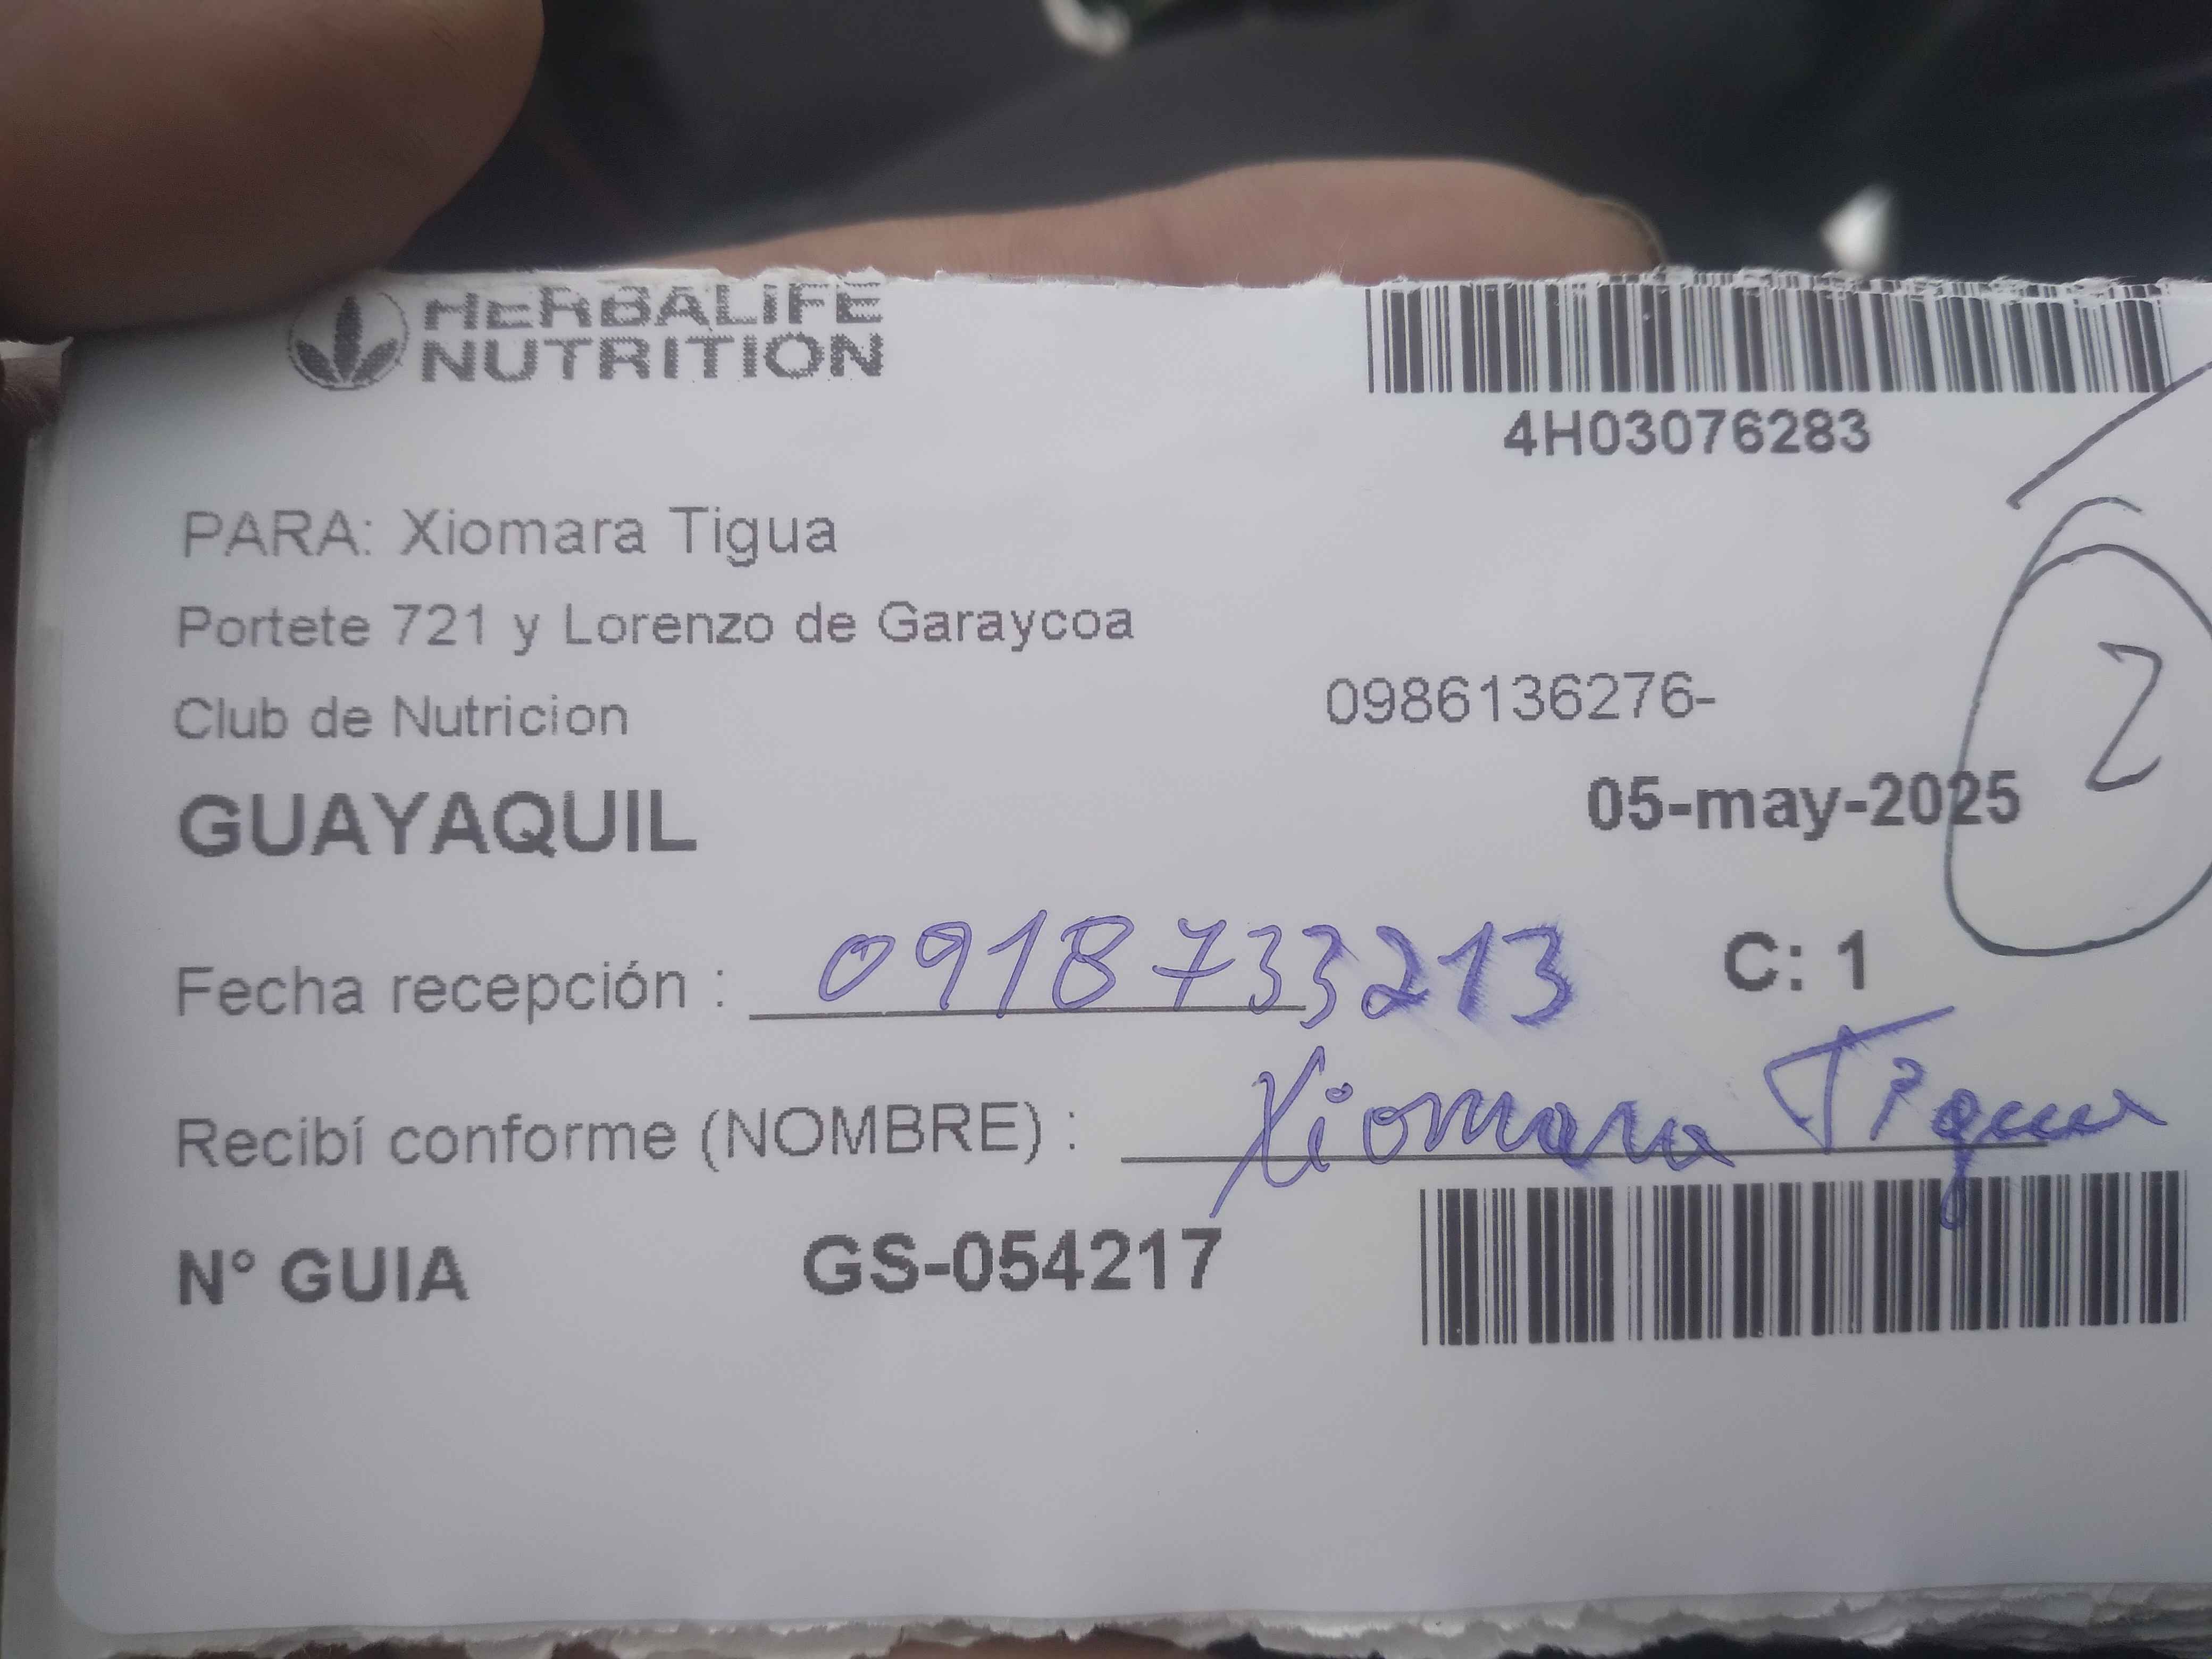 HERBALIFE
NUTRITION
4H03076283
PARA: Xiomara Tigua
Portete 721 y Lorenzo de Garaycoa
Club de Nutricion
0986136276-
2
GUAYAQUIL
05-may-2025
Fecha recepción : 0918733213
C: 1
Recibí conforme (NOMBRE) : Xiomara Tigua
N° GUIA GS-054217